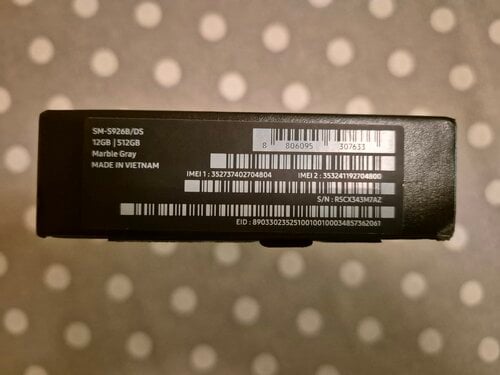 SM-S926B/DS
12GB | 512GB
Marble Gray
MADE IN VIETNAM
8 806095 307633
IMEI 1 : 352737402704804
IMEI 2 : 353241192704800
S/N : R5CX343M7AZ
EID : 89033023525100100100034857362061